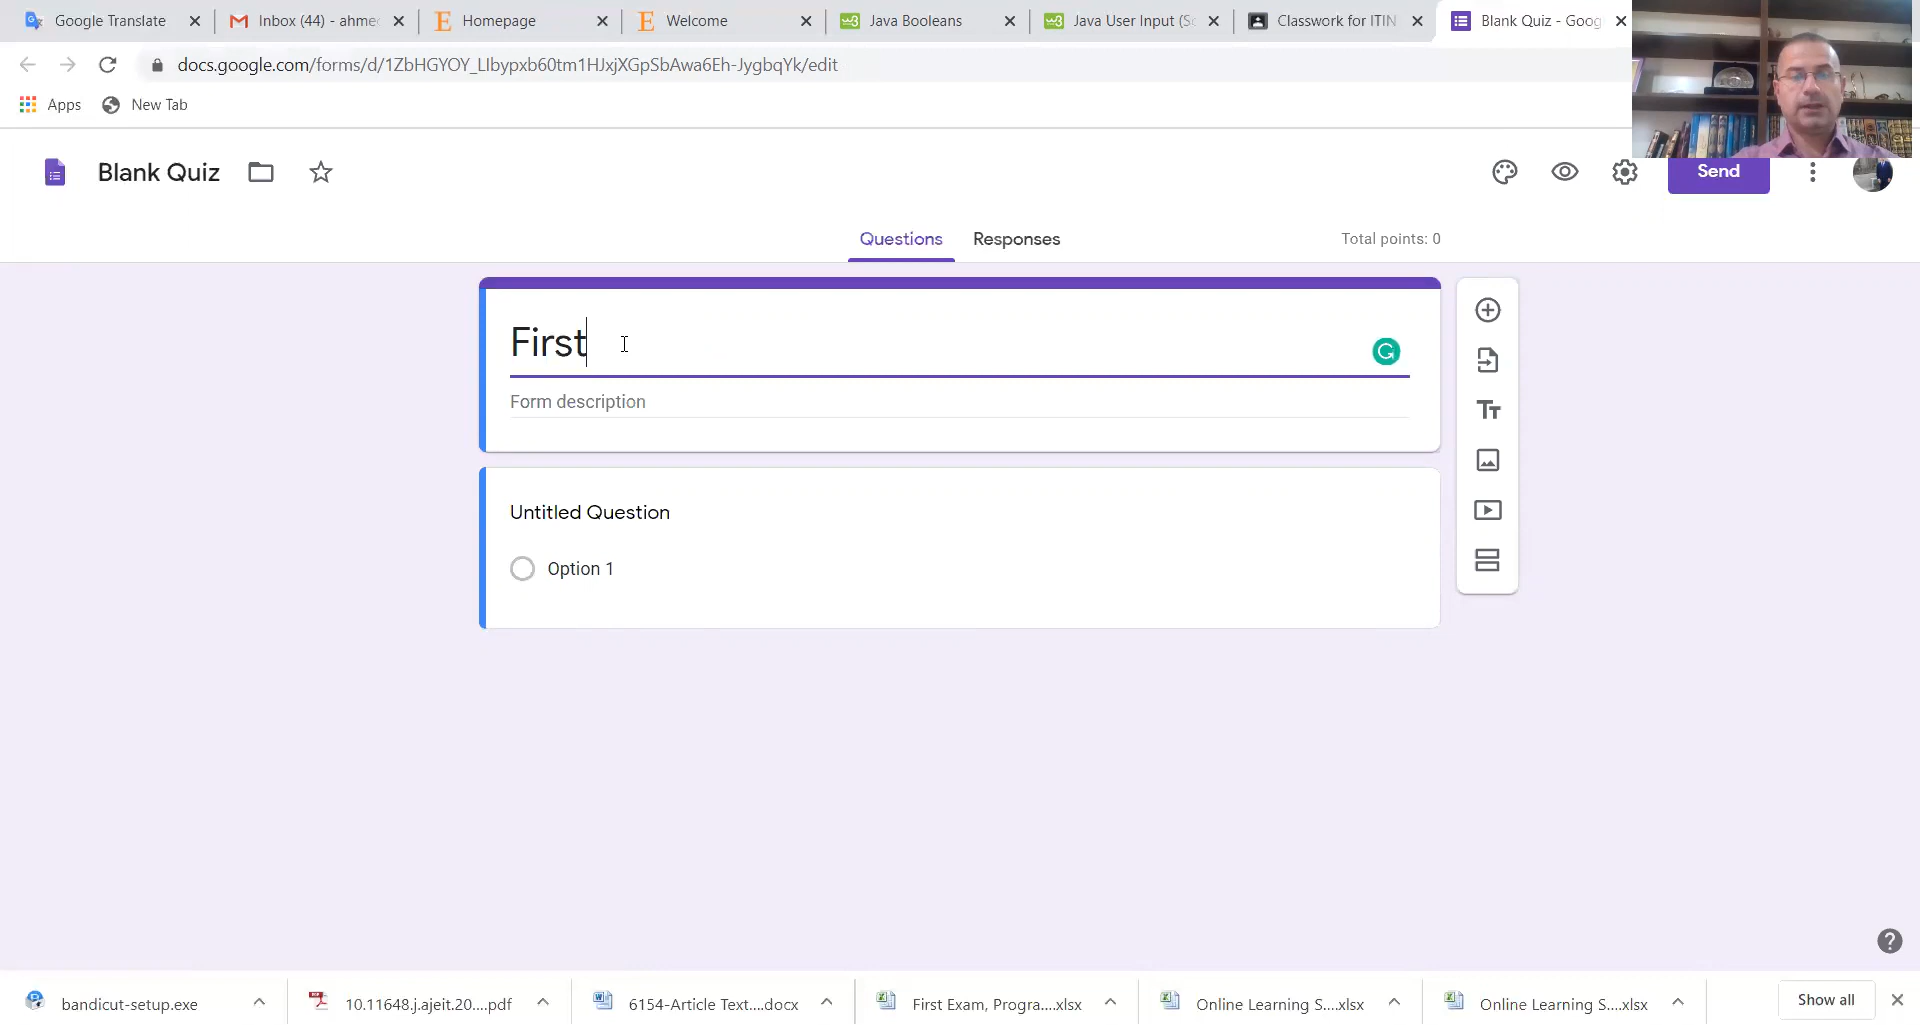 Google Translate
Inbox (44) - ahme
Homepage
Welcome
Java Booleans
Java User Input (Sc
Classwork for ITIN
Blank Quiz - Goog
docs.google.com/forms/d/1ZbHGYOY_LIbypxb60tm1HJxjXGpSbAwa6Eh-JygbqYk/edit
Apps
New Tab
Blank Quiz
Send
Questions
Responses
Total points: 0
First
Form description
Untitled Question
Option 1
bandicut-setup.exe
10.11648.j.ajeit.20....pdf
6154-Article Text....docx
First Exam, Progra....xlsx
Online Learning S....xlsx
Online Learning S....xlsx
Show all